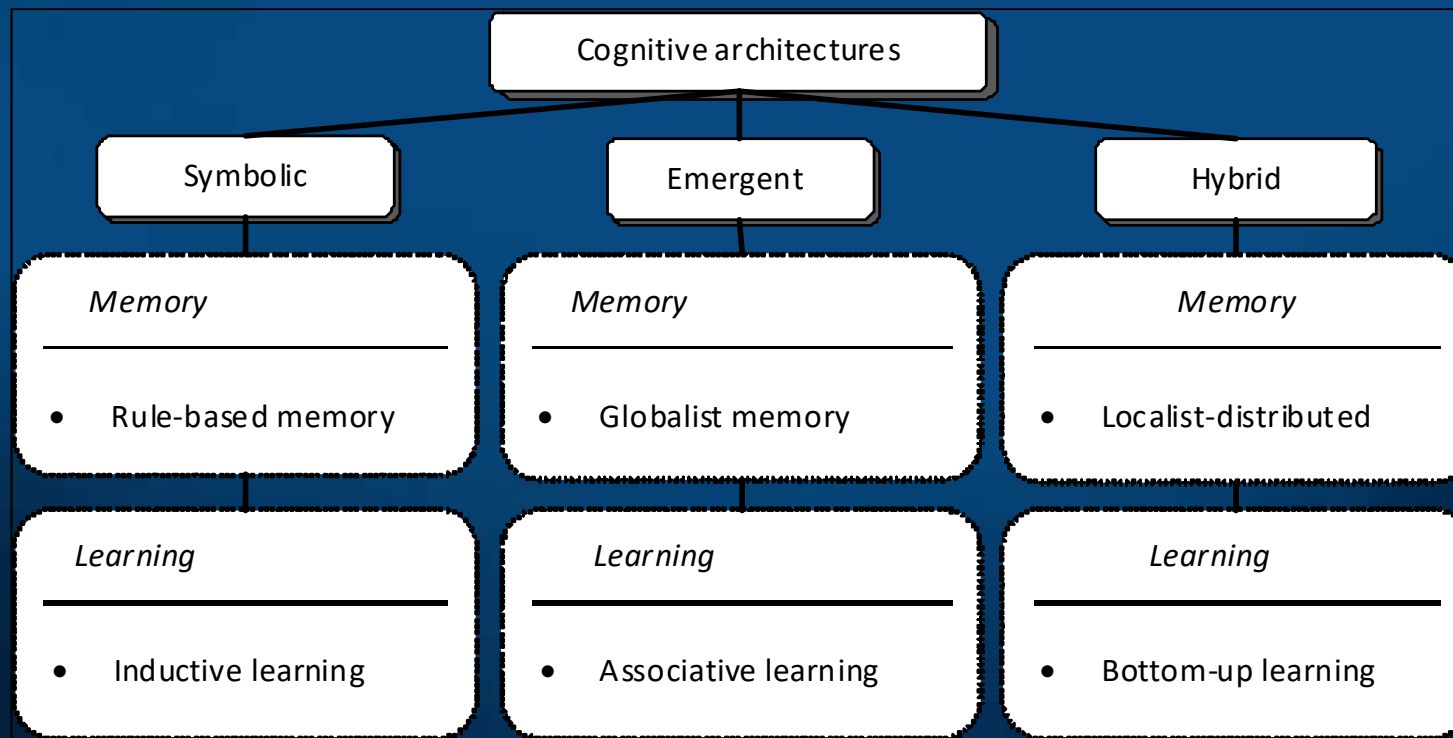 Cognitive architectures
Symbolic
Emergent
Hybrid
Memory
• Rule-based memory
Memory
• Globalist memory
Memory
• Localist-distributed
Learning
• Inductive learning
Learning
• Associative learning
Learning
• Bottom-up learning